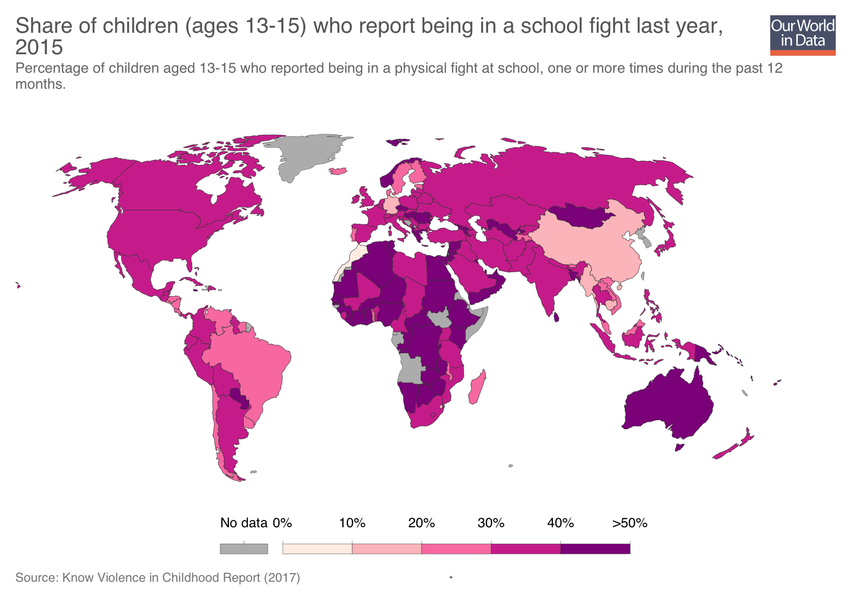 Share of children (ages 13-15) who report being in a school fight last year,
2015
Our World
in Data
Percentage of children aged 13-15 who reported being in a physical fight at school, one or more times during the past 12
months.
No data 0% 10% 20% 30% 40% >50%
Source: Know Violence in Childhood Report (2017) •